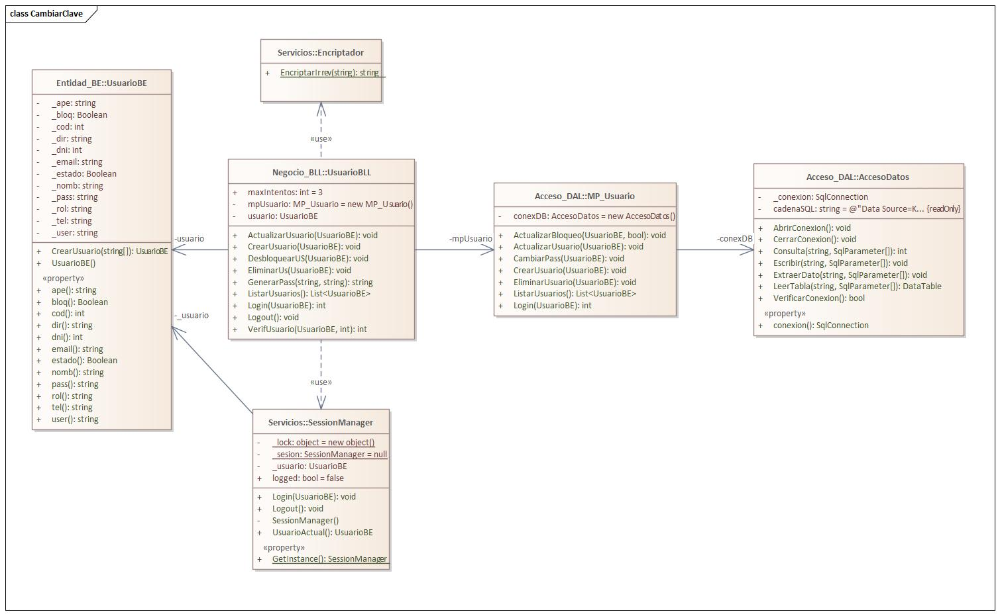 class CambiarClave
Servicios::Encriptador
+ EncriptarIrrev(string): string
Entidad_BE::UsuarioBE
- _ape: string
- _bloq: Boolean
- _cod: int
- _dir: string
- _dni: int
- _email: string
- _estado: Boolean
- _nomb: string
- _pass: string
- _rol: string
- _tel: string
- _user: string
+ CrearUsuario(string[]): UsuarioBE
+ UsuarioBE()
«property»
+ ape(): string
+ bloq(): Boolean
+ cod(): int
+ dir(): string
+ dni(): int
+ email(): string
+ estado(): Boolean
+ nomb(): string
+ pass(): string
+ rol(): string
+ tel(): string
+ user(): string
«use»
-usuario
-_usuario
Negocio_BLL::UsuarioBLL
+ maxIntentos: int = 3
- mpUsuario: MP_Usuario = new MP_Usuario()
- usuario: UsuarioBE
+ ActualizarUsuario(UsuarioBE): void
+ CrearUsuario(UsuarioBE): void
+ DesbloquearUS(UsuarioBE): void
+ EliminarUs(UsuarioBE): void
+ GenerarPass(string, string): string
+ ListarUsuarios(): List<UsuarioBE>
+ Login(UsuarioBE): int
+ Logout(): void
+ VerifUsuario(UsuarioBE, int): int
-mpUsuario
Acceso_DAL::MP_Usuario
- conexDB: AccesoDatos = new AccesoDatos()
+ ActualizarBloqueo(UsuarioBE, bool): void
+ ActualizarUsuario(UsuarioBE): void
+ CambiarPass(UsuarioBE): void
+ CrearUsuario(UsuarioBE): void
+ EliminarUsuario(UsuarioBE): void
+ ListarUsuarios(): List<UsuarioBE>
+ Login(UsuarioBE): int
-conexDB
Acceso_DAL::AccesoDatos
- _conexion: SqlConnection
- cadenaSQL: string = @"Data Source=K... {readOnly}
+ AbrirConexion(): void
+ CerrarConexion(): void
+ Consulta(string, SqlParameter[]): int
+ Escribir(string, SqlParameter[]): void
+ ExtraerDato(string, SqlParameter[]): void
+ LeerTabla(string, SqlParameter[]): DataTable
+ VerificarConexion(): bool
«property»
+ conexion(): SqlConnection
«use»
Servicios::SessionManager
- _lock: object = new object()
- _sesion: SessionManager = null
- _usuario: UsuarioBE
+ logged: bool = false
+ Login(UsuarioBE): void
+ Logout(): void
- SessionManager()
+ UsuarioActual(): UsuarioBE
«property»
+ GetInstance(): SessionManager